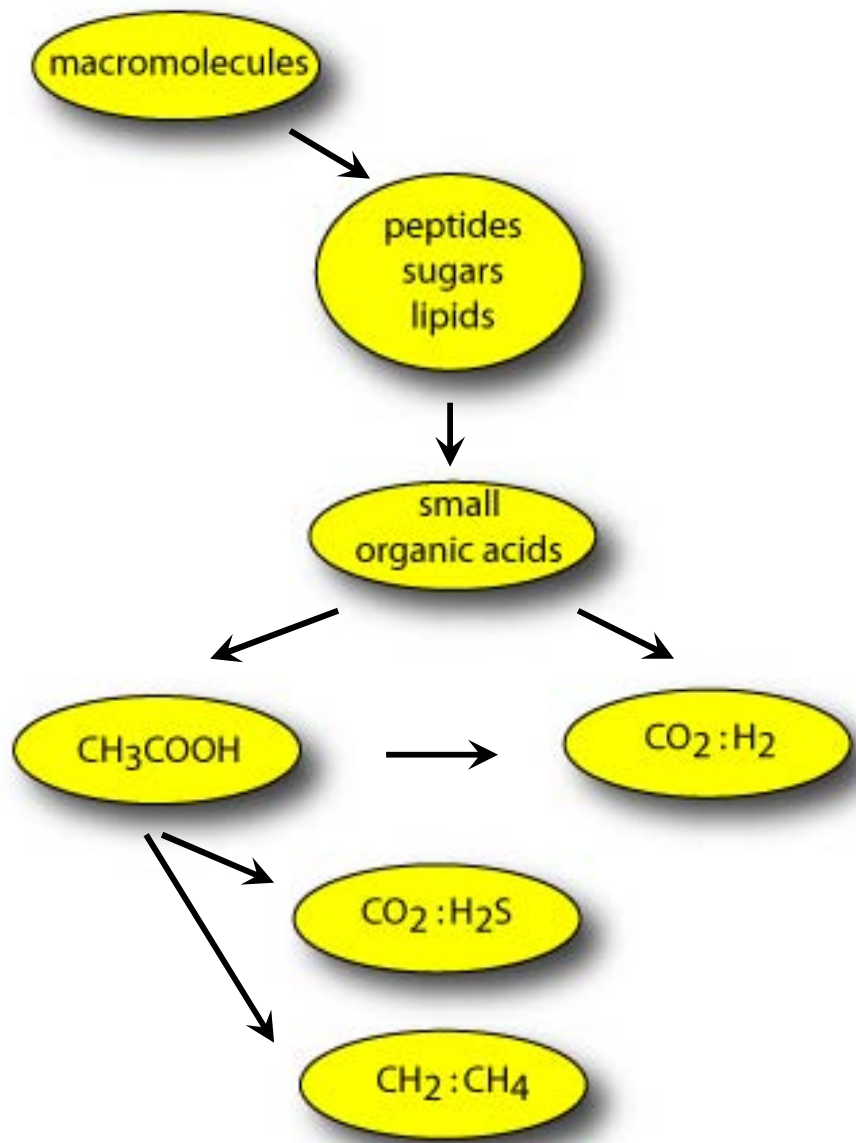 macromolecules
peptides
sugars
lipids
small
organic acids
CH₃COOH
CO₂:H₂
CO₂:H₂S
CH₂:CH₄